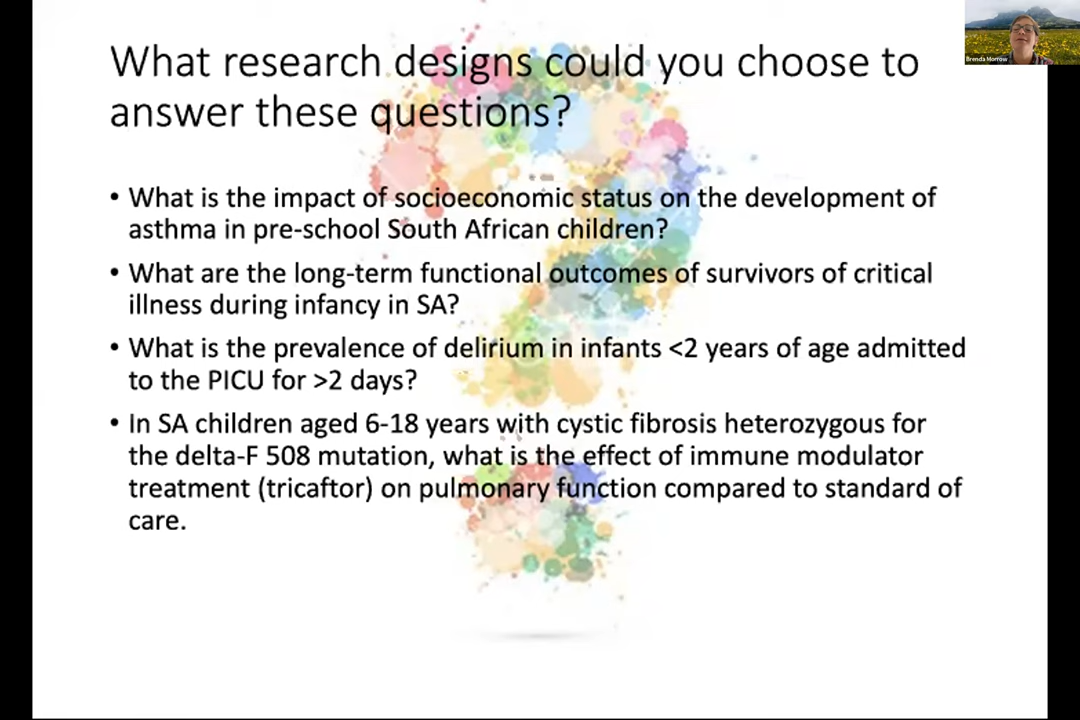 What research designs could you choose to
answer these questions?
• What is the impact of socioeconomic status on the development of
asthma in pre-school South African children?
• What are the long-term functional outcomes of survivors of critical
illness during infancy in SA?
• What is the prevalence of delirium in infants <2 years of age admitted
to the PICU for >2 days?
• In SA children aged 6-18 years with cystic fibrosis heterozygous for
the delta-F 508 mutation, what is the effect of immune modulator
treatment (tricaftor) on pulmonary function compared to standard of
care.
Brenda Morrow